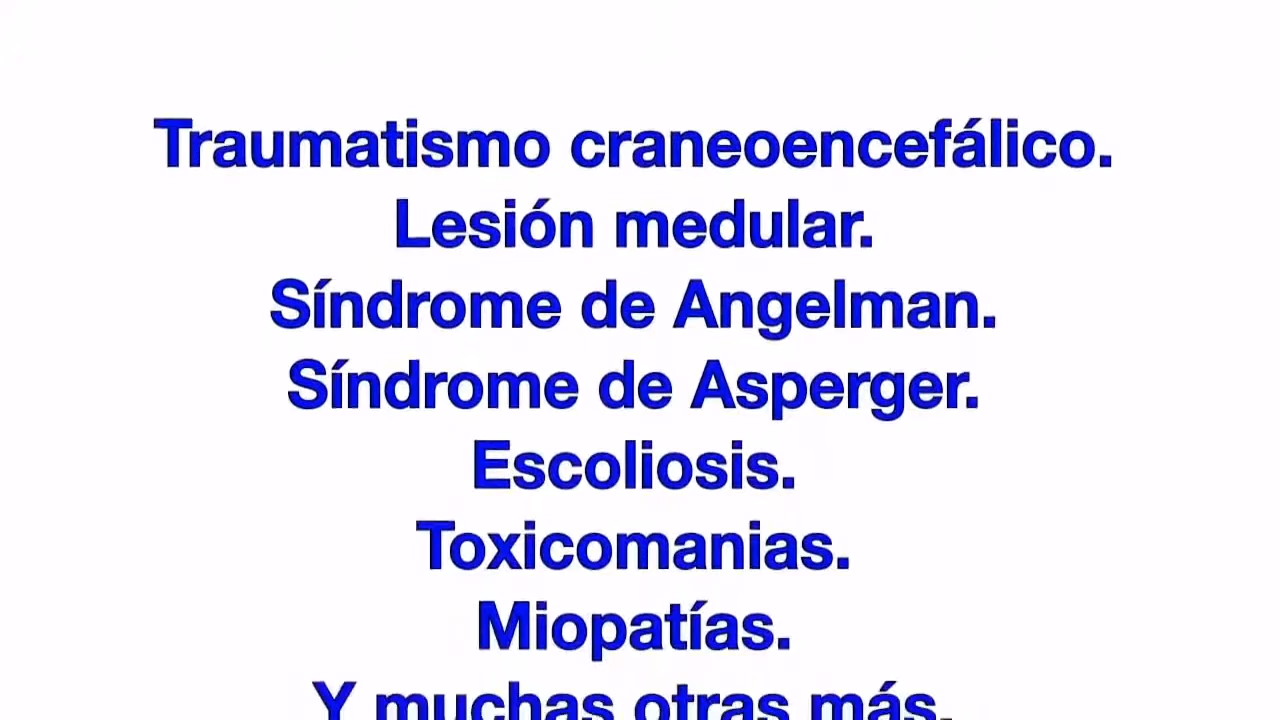 Traumatismo craneoencefálico.
Lesión medular.
Síndrome de Angelman.
Síndrome de Asperger.
Escoliosis.
Toxicomanias.
Miopatías.
Y muchas otras más.